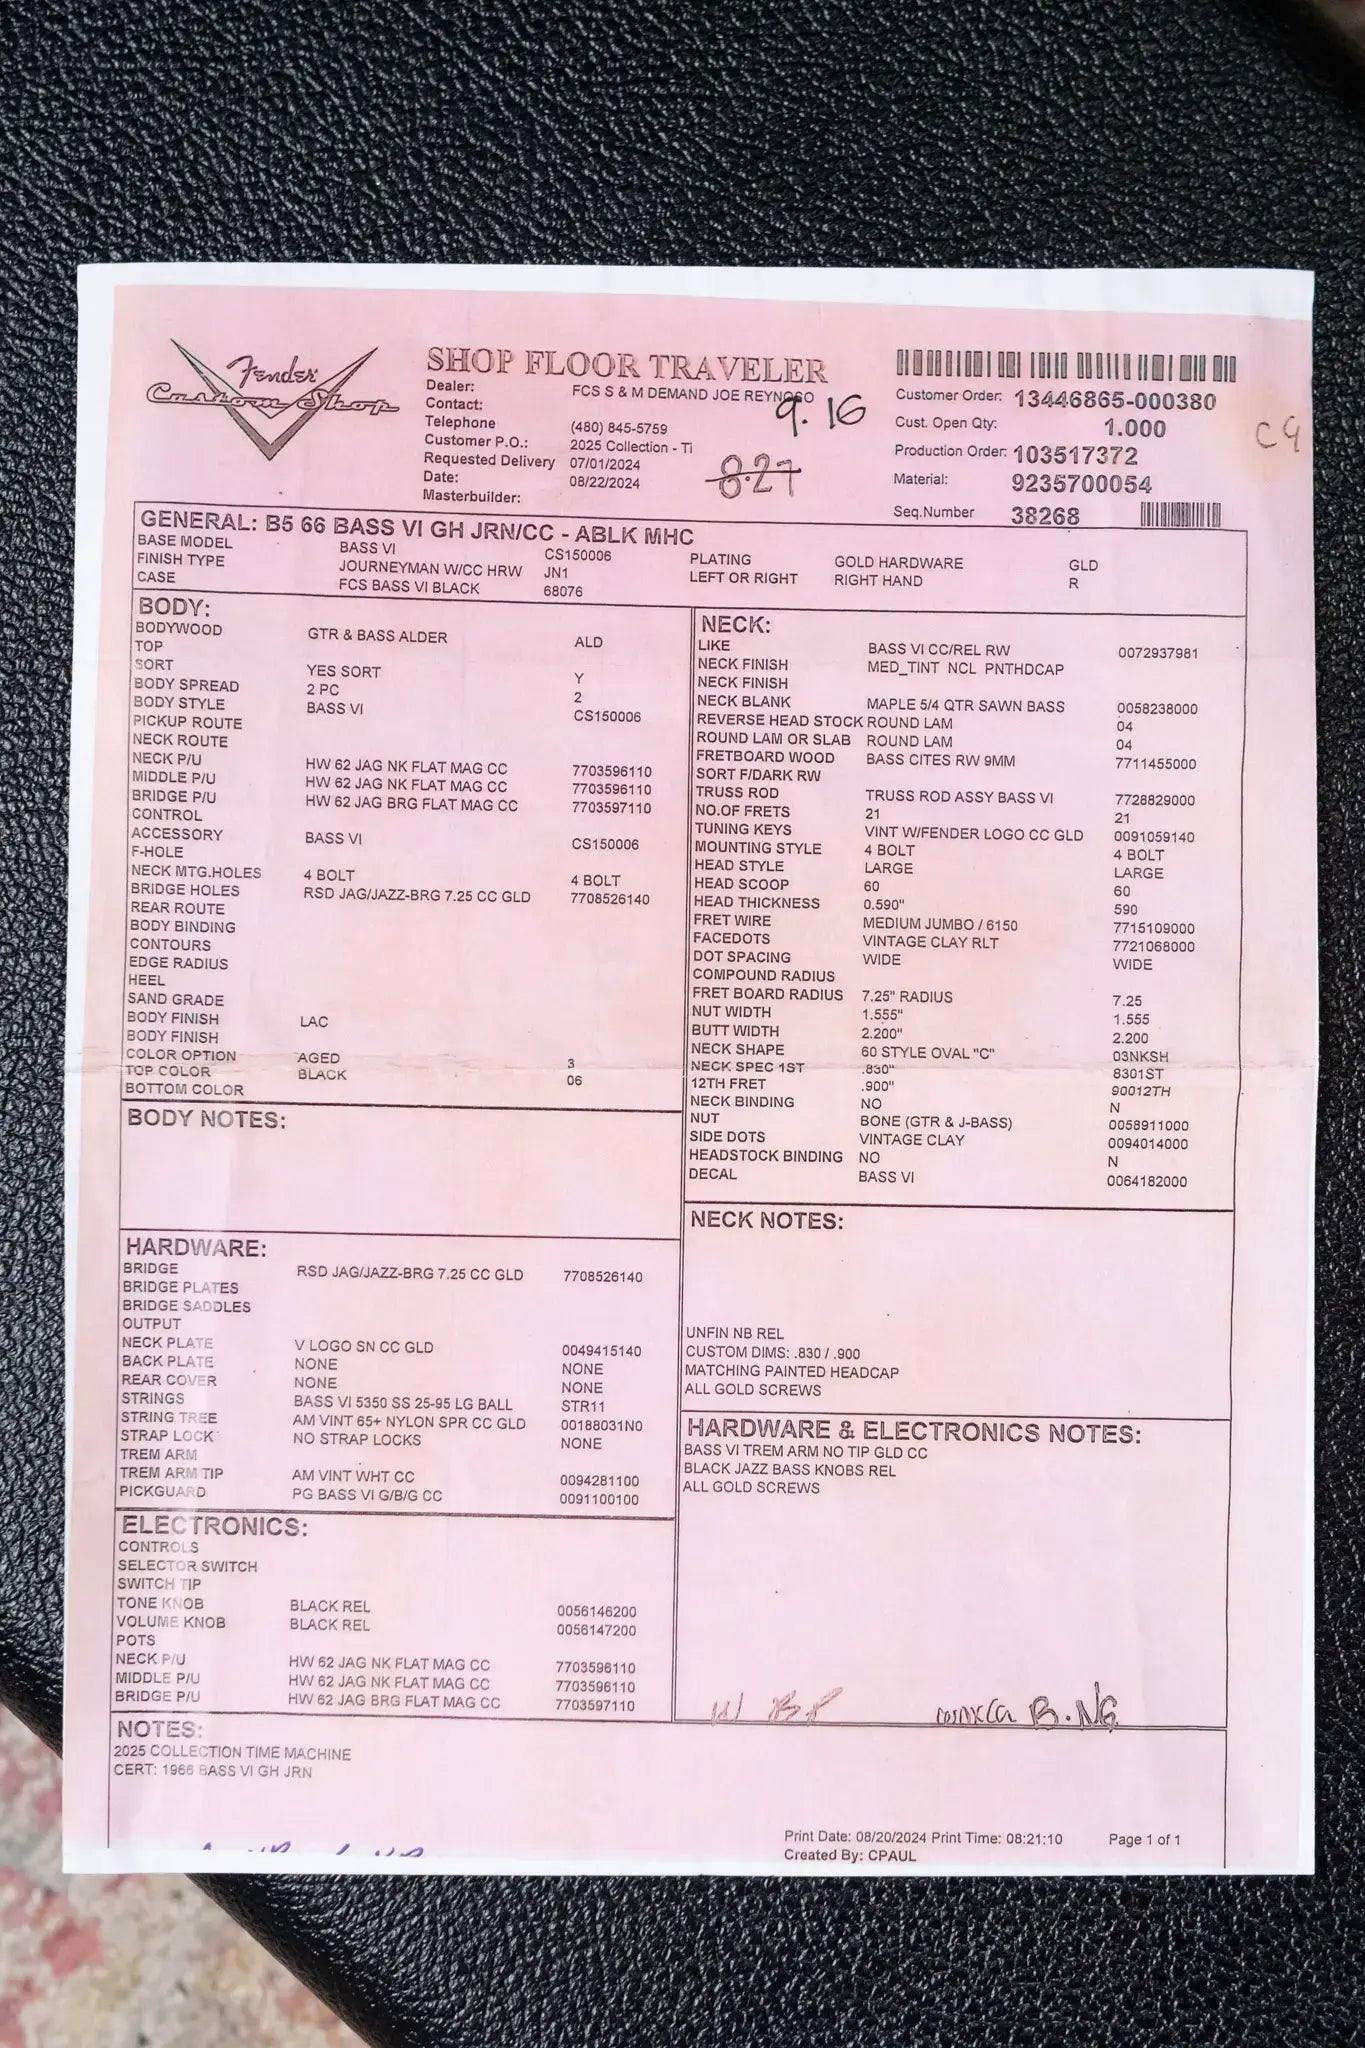 Fender
Custom Shop
SHOP FLOOR TRAVELER
Dealer: FCS S & M DEMAND JOE REYNOSO
Contact:
9.16
Telephone (480) 845-5759
Customer P.O.: 2025 Collection - Ti
Requested Delivery 07/01/2024
Date: 08/22/2024
8.27
Masterbuilder:
Customer Order: 13446865-000380
Cust. Open Qty: 1.000
Production Order: 103517372
Material: 9235700054
Seq.Number 38268
GENERAL: B5 66 BASS VI GH JRN/CC - ABLK MHC
BASE MODEL BASS VI CS150006 PLATING GOLD HARDWARE GLD
FINISH TYPE JOURNEYMAN W/CC HRW JN1 LEFT OR RIGHT RIGHT HAND R
CASE FCS BASS VI BLACK 68076
BODY:
BODYWOOD GTR & BASS ALDER ALD
TOP
SORT YES SORT Y
BODY SPREAD 2 PC 2
BODY STYLE BASS VI CS150006
PICKUP ROUTE
NECK ROUTE
NECK P/U HW 62 JAG NK FLAT MAG CC 7703596110
MIDDLE P/U HW 62 JAG NK FLAT MAG CC 7703596110
BRIDGE P/U HW 62 JAG BRG FLAT MAG CC 7703597110
CONTROL
ACCESSORY BASS VI CS150006
F-HOLE
NECK MTG.HOLES 4 BOLT 4 BOLT
BRIDGE HOLES RSD JAG/JAZZ-BRG 7.25 CC GLD 7708526140
REAR ROUTE
BODY BINDING
CONTOURS
EDGE RADIUS
HEEL
SAND GRADE
BODY FINISH LAC
BODY FINISH
COLOR OPTION AGED 3
TOP COLOR BLACK 06
BOTTOM COLOR
BODY NOTES:
HARDWARE:
BRIDGE RSD JAG/JAZZ-BRG 7.25 CC GLD 7708526140
BRIDGE PLATES
BRIDGE SADDLES
OUTPUT
NECK PLATE V LOGO SN CC GLD 0049415140
BACK PLATE NONE NONE
REAR COVER NONE NONE
STRINGS BASS VI 5350 SS 25-95 LG BALL STR11
STRING TREE AM VINT 65+ NYLON SPR CC GLD 00188031N0
STRAP LOCK NO STRAP LOCKS NONE
TREM ARM
TREM ARM TIP AM VINT WHT CC 0094281100
PICKGUARD PG BASS VI G/B/G CC 0091100100
ELECTRONICS:
CONTROLS
SELECTOR SWITCH
SWITCH TIP
TONE KNOB BLACK REL 0056146200
VOLUME KNOB BLACK REL 0056147200
POTS
NECK P/U HW 62 JAG NK FLAT MAG CC 7703596110
MIDDLE P/U HW 62 JAG NK FLAT MAG CC 7703596110
BRIDGE P/U HW 62 JAG BRG FLAT MAG CC 7703597110
NECK:
LIKE BASS VI CC/REL RW 0072937981
NECK FINISH MED_TINT NCL PNTHDCAP
NECK FINISH
NECK BLANK MAPLE 5/4 QTR SAWN BASS 0058238000
REVERSE HEAD STOCK ROUND LAM 04
ROUND LAM OR SLAB ROUND LAM 04
FRETBOARD WOOD BASS CITES RW 9MM 7711455000
SORT F/DARK RW
TRUSS ROD TRUSS ROD ASSY BASS VI 7728829000
NO.OF FRETS 21 21
TUNING KEYS VINT W/FENDER LOGO CC GLD 0091059140
MOUNTING STYLE 4 BOLT 4 BOLT
HEAD STYLE LARGE LARGE
HEAD SCOOP 60 60
HEAD THICKNESS 0.590" 590
FRET WIRE MEDIUM JUMBO / 6150 7715109000
FACEDOTS VINTAGE CLAY RLT 7721068000
DOT SPACING WIDE WIDE
COMPOUND RADIUS
FRET BOARD RADIUS 7.25" RADIUS 7.25
NUT WIDTH 1.555" 1.555
BUTT WIDTH 2.200" 2.200
NECK SHAPE 60 STYLE OVAL "C" 03NKSH
NECK SPEC 1ST .830" 8301ST
12TH FRET .900" 90012TH
NECK BINDING NO N
NUT BONE (GTR & J-BASS) 0058911000
SIDE DOTS VINTAGE CLAY 0094014000
HEADSTOCK BINDING NO N
DECAL BASS VI 0064182000
NECK NOTES:
UNFIN NB REL
CUSTOM DIMS: .830 / .900
MATCHING PAINTED HEADCAP
ALL GOLD SCREWS
HARDWARE & ELECTRONICS NOTES:
BASS VI TREM ARM NO TIP GLD CC
BLACK JAZZ BASS KNOBS REL
ALL GOLD SCREWS
NOTES:
2025 COLLECTION TIME MACHINE
CERT: 1966 BASS VI GH JRN
Print Date: 08/20/2024 Print Time: 08:21:10 Page 1 of 1
Created By: CPAUL